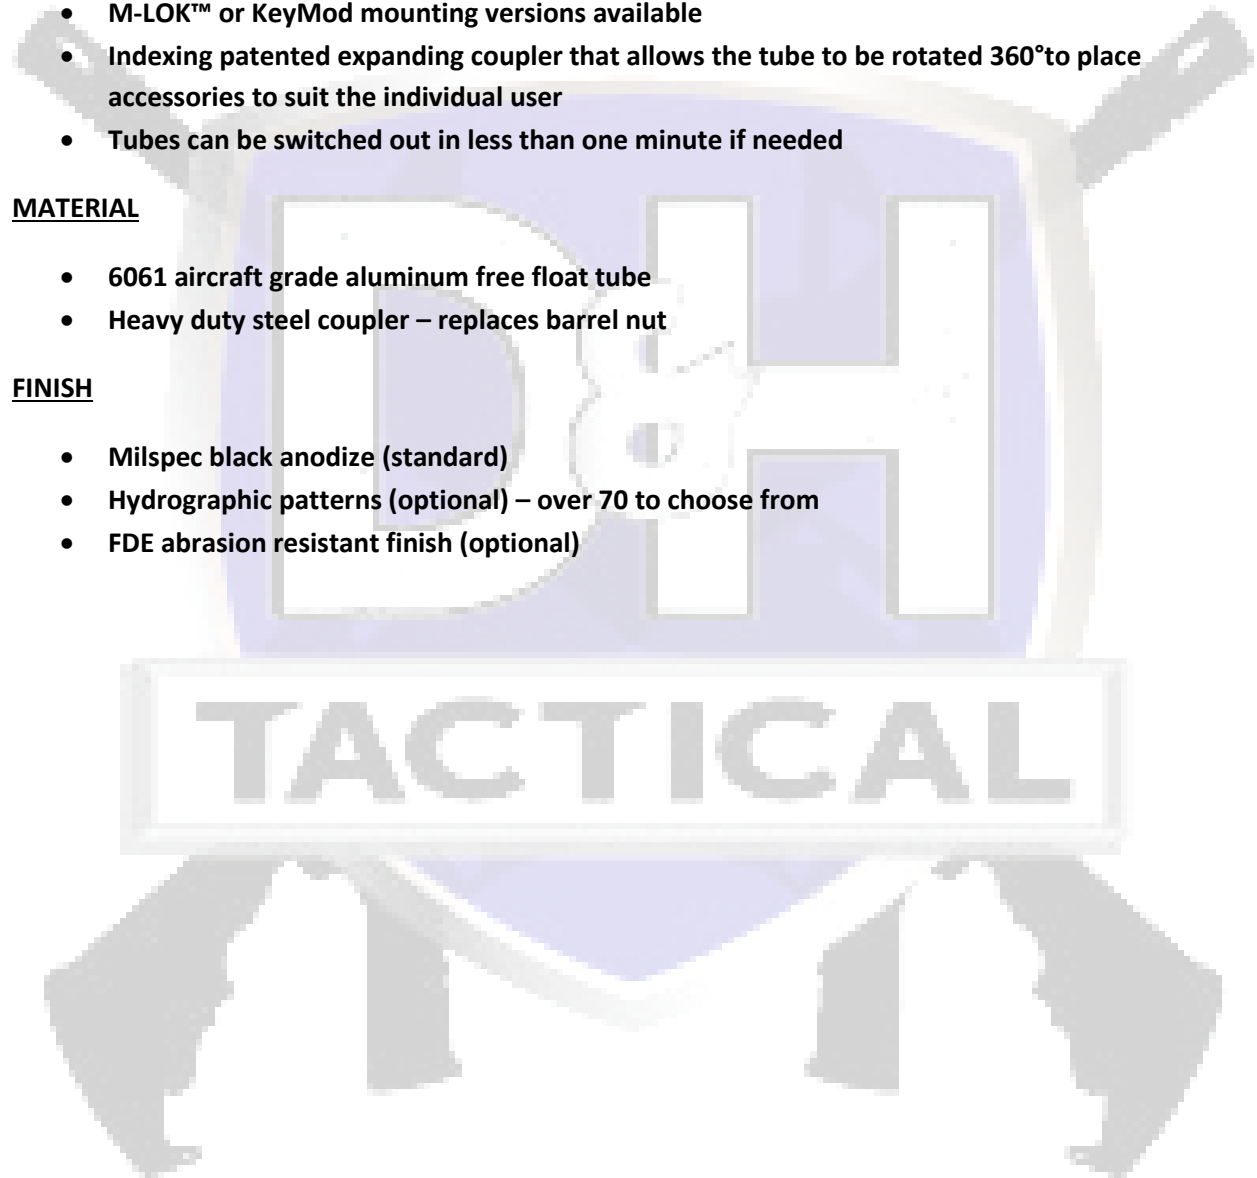 • M-LOK™ or KeyMod mounting versions available
• Indexing patented expanding coupler that allows the tube to be rotated 360°to place
accessories to suit the individual user
• Tubes can be switched out in less than one minute if needed
MATERIAL
• 6061 aircraft grade aluminum free float tube
• Heavy duty steel coupler – replaces barrel nut
FINISH
• Milspec black anodize (standard)
• Hydrographic patterns (optional) – over 70 to choose from
• FDE abrasion resistant finish (optional)
D&H
TACTICAL